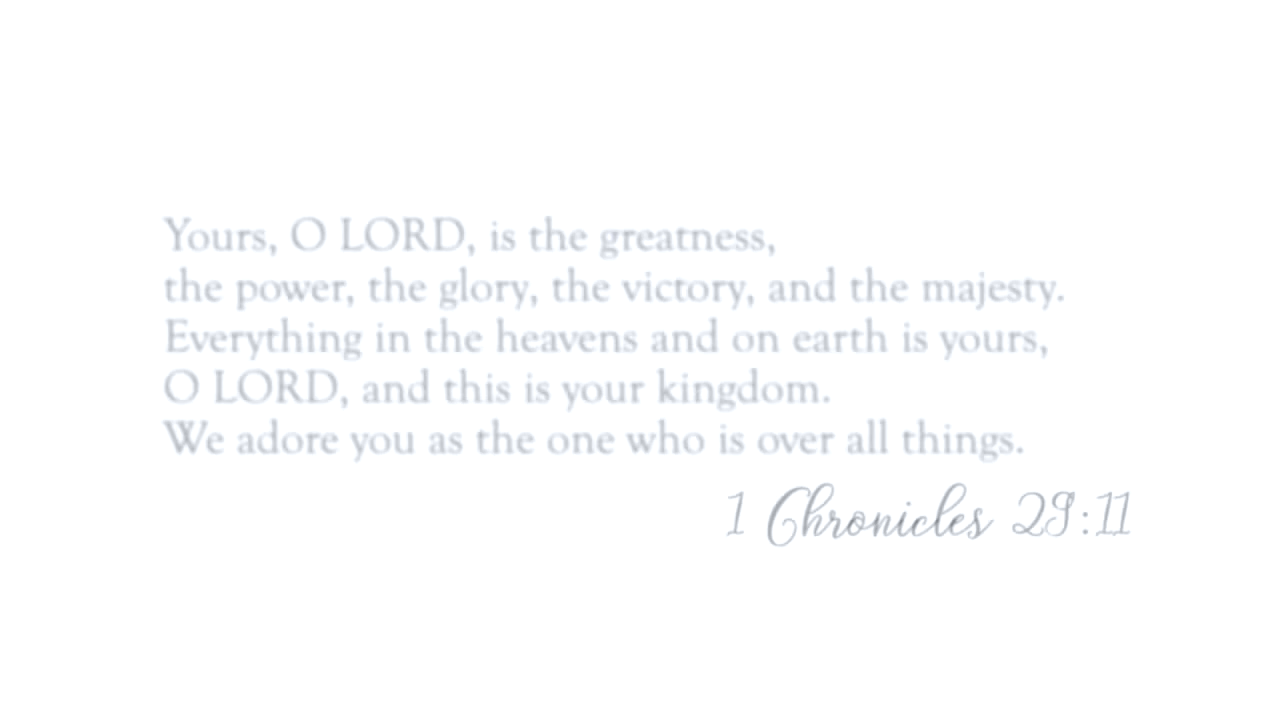 Yours, O LORD, is the greatness,
the power, the glory, the victory, and the majesty.
Everything in the heavens and on earth is yours,
O LORD, and this is your kingdom.
We adore you as the one who is over all things.
1 Chronicles 29:11